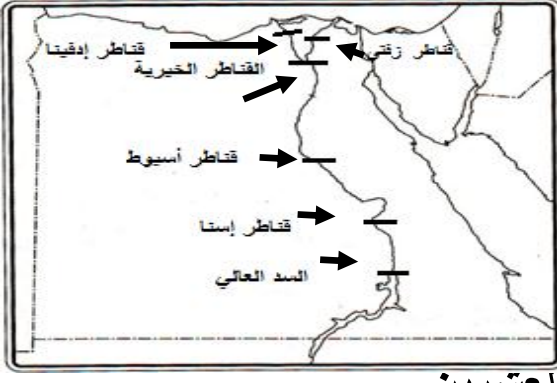 قناطر إدفينا
قناطر زفتى
القناطر الخيرية
قناطر أسيوط
قناطر إسنا
السد العالي